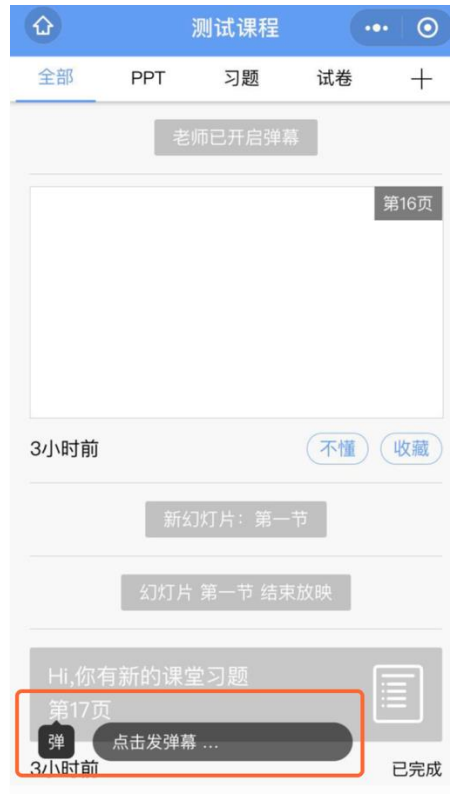 测试课程
全部 PPT 习题 试卷
老师已开启弹幕
第16页
3小时前 不懂 收藏
新幻灯片：第一节
幻灯片 第一节 结束放映
Hi,你有新的课堂习题
第17页
弹 点击发弹幕 ...
3小时前 已完成